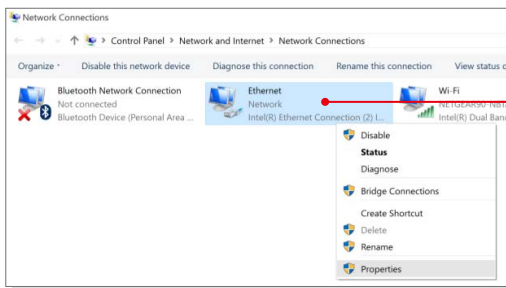 Network Connections
Control Panel > Network and Internet > Network Connections
Organize Disable this network device Diagnose this connection Rename this connection View status o
Bluetooth Network Connection
Not connected
Bluetooth Device (Personal Area ...
Ethernet
Network
Intel(R) Ethernet Connection (2) I...
Wi-Fi
Intel(R) Dual Ban
Disable
Status
Diagnose
Bridge Connections
Create Shortcut
Delete
Rename
Properties